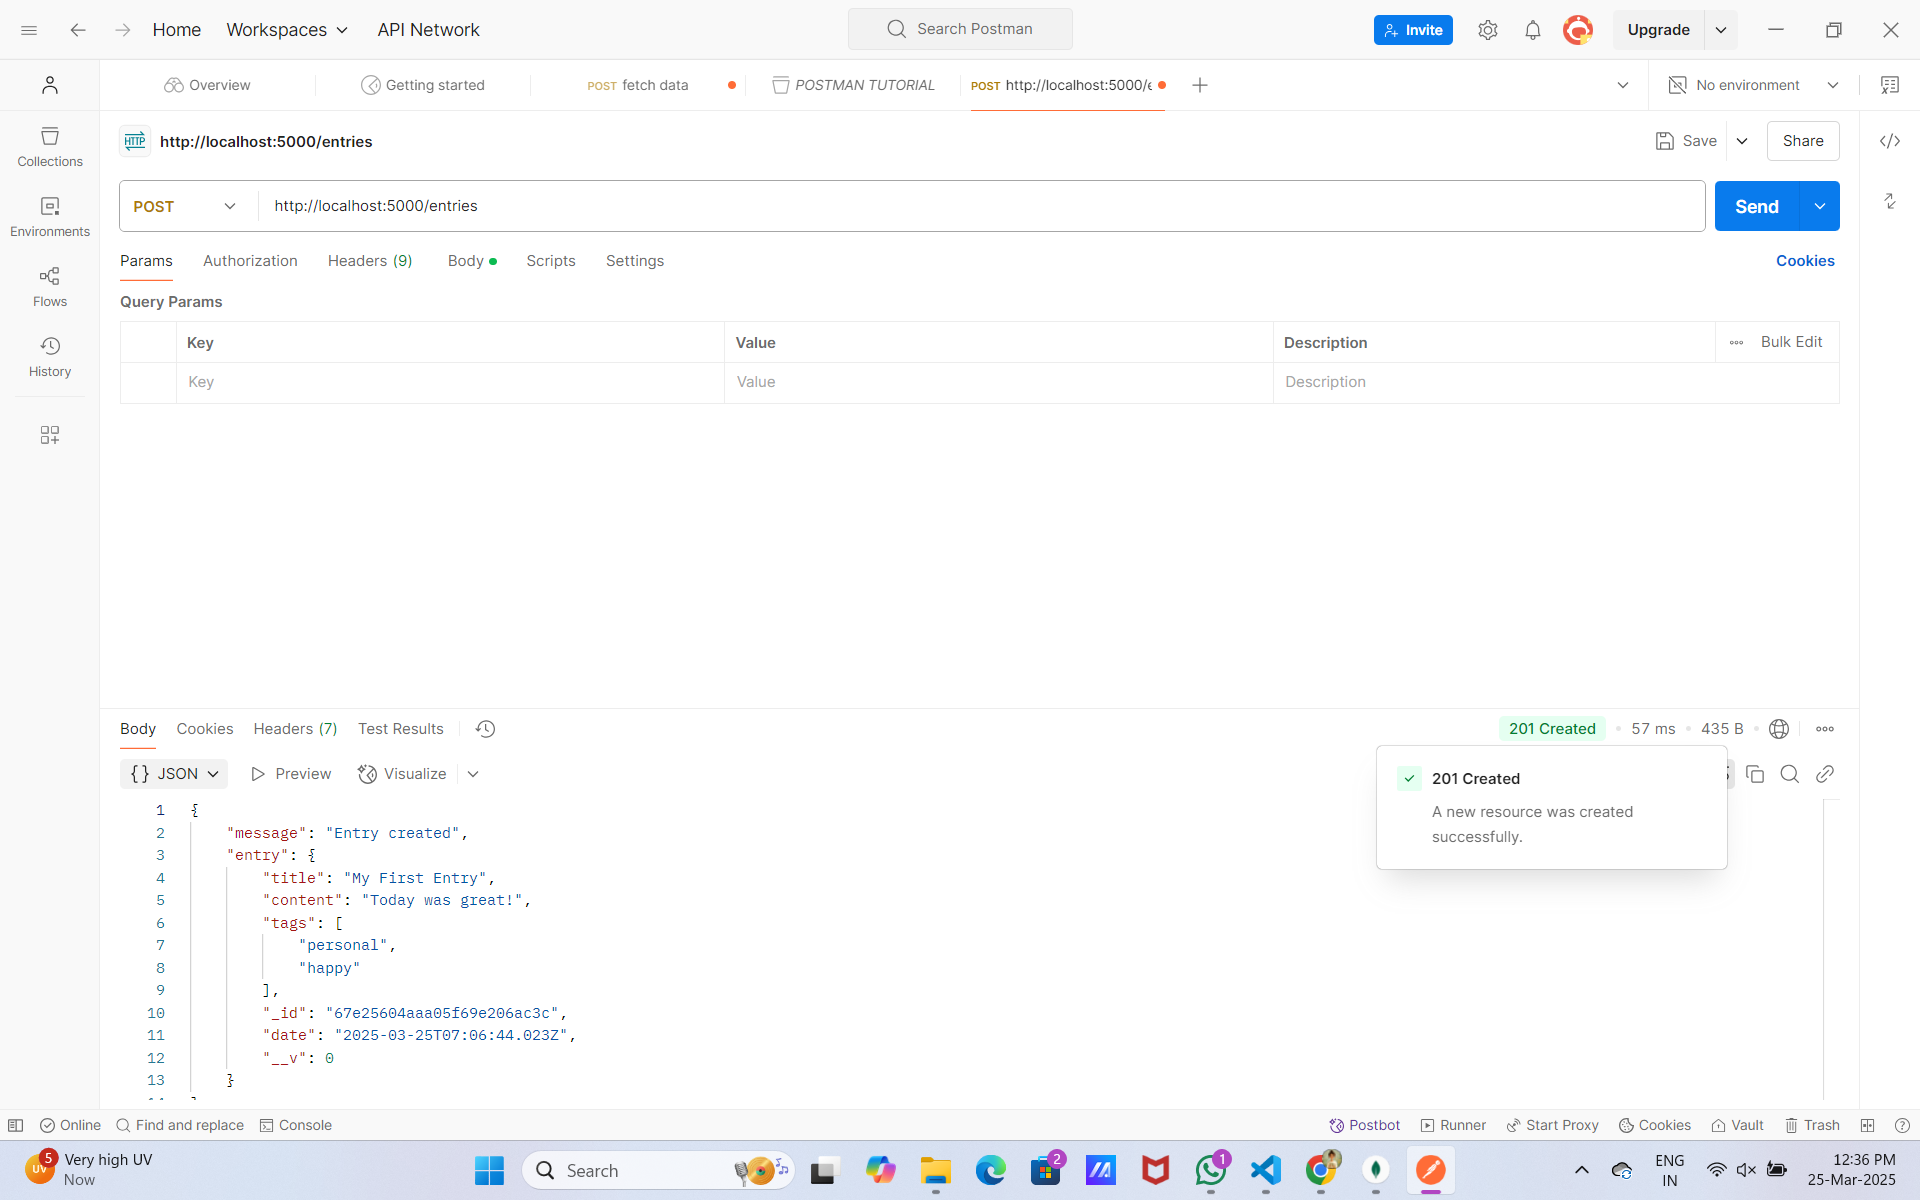 Home Workspaces API Network Search Postman Invite Upgrade
Overview Getting started POST fetch data POSTMAN TUTORIAL POST http://localhost:5000/e No environment
HTTP http://localhost:5000/entries Save Share
Collections
POST http://localhost:5000/entries Send
Environments
Params Authorization Headers (9) Body Scripts Settings Cookies
Flows
Query Params
Key Value Description Bulk Edit
History
Key Value Description
Body Cookies Headers (7) Test Results 201 Created 57 ms 435 B
{} JSON Preview Visualize
201 Created
A new resource was created
successfully.
1 {
2 "message": "Entry created",
3 "entry": {
4 "title": "My First Entry",
5 "content": "Today was great!",
6 "tags": [
7 "personal",
8 "happy"
9 ],
10 "_id": "67e25604aaa05f69e206ac3c",
11 "date": "2025-03-25T07:06:44.023Z",
12 "__v": 0
13 }
Online Find and replace Console Postbot Runner Start Proxy Cookies Vault Trash
5 UV Very high UV
Now
Search 2 1
ENG
IN
12:36 PM
25-Mar-2025